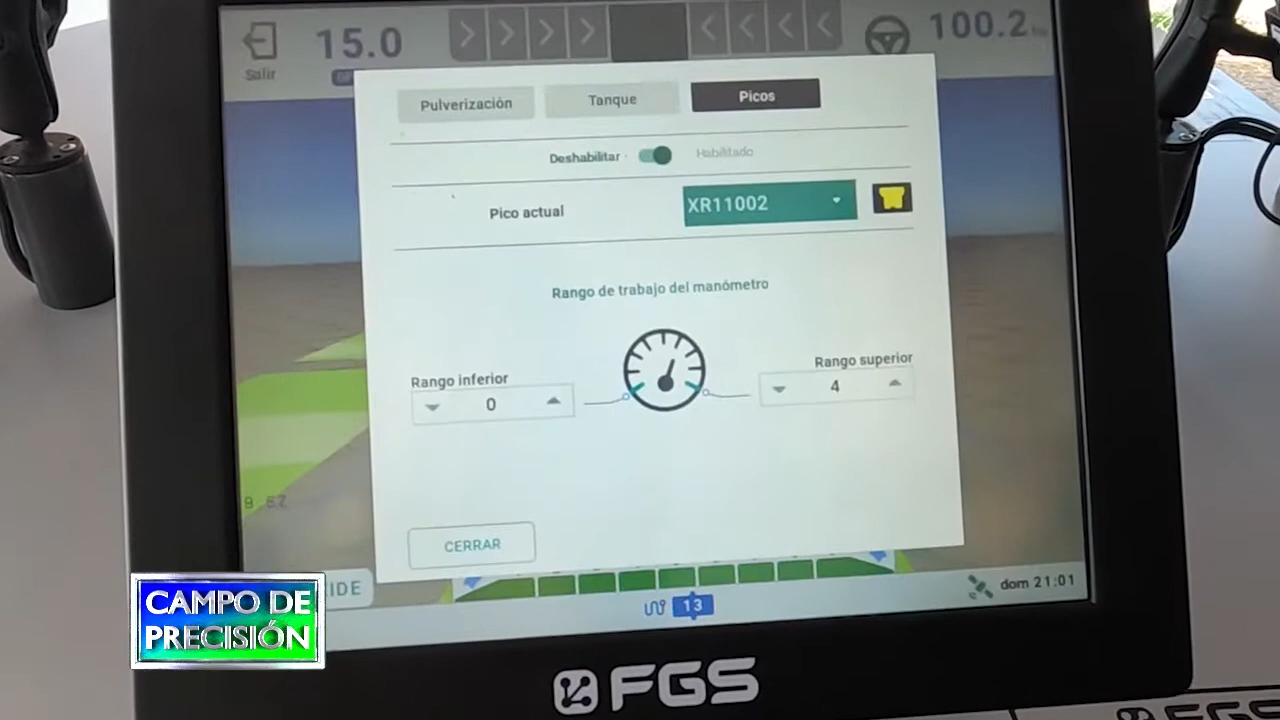 15.0
100.2
Salir
Pulverización
Tanque
Picos
Deshabilitar
Habilitado
Pico actual
XR11002
Rango de trabajo del manómetro
Rango inferior
Rango superior
0
4
CERRAR
IDE
13
dom 21:01
CAMPO DE
PRECISIÓN
FGS
FGS